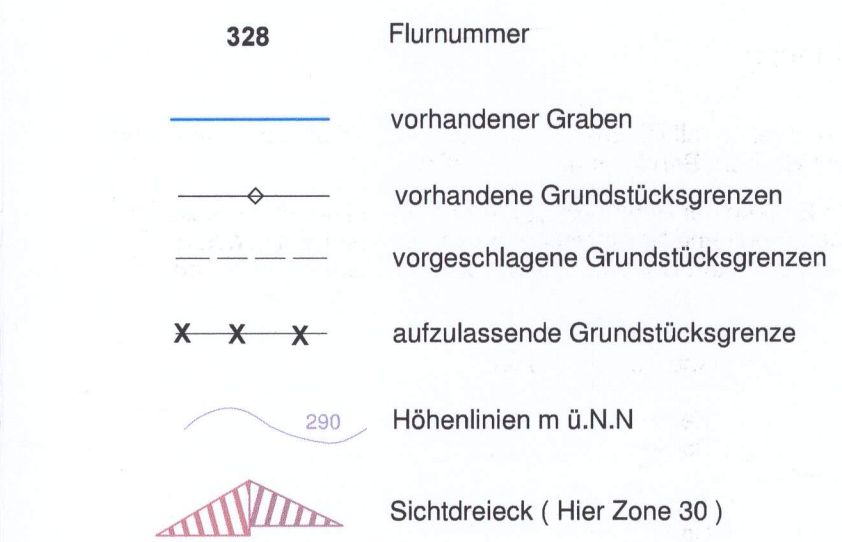 328 Flurnummer
vorhandener Graben
vorhandene Grundstücksgrenzen
vorgeschlagene Grundstücksgrenzen
X X X aufzulassende Grundstücksgrenze
290 Höhenlinien m ü.N.N
Sichtdreieck ( Hier Zone 30 )